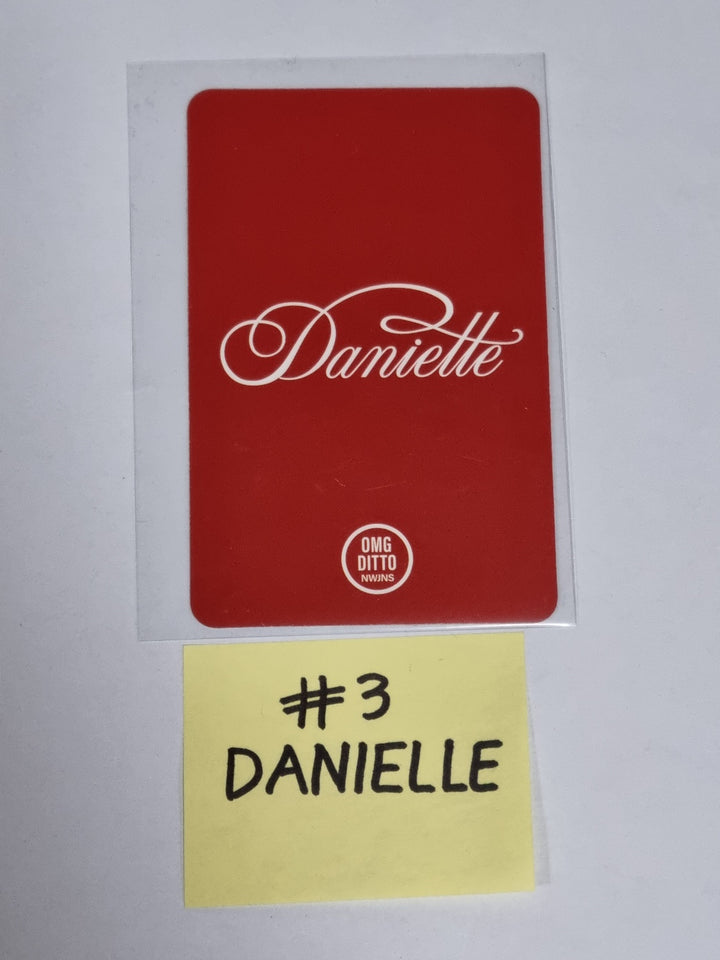 Danielle
OMG
DITTO
NWJNS
#3
DANIELLE